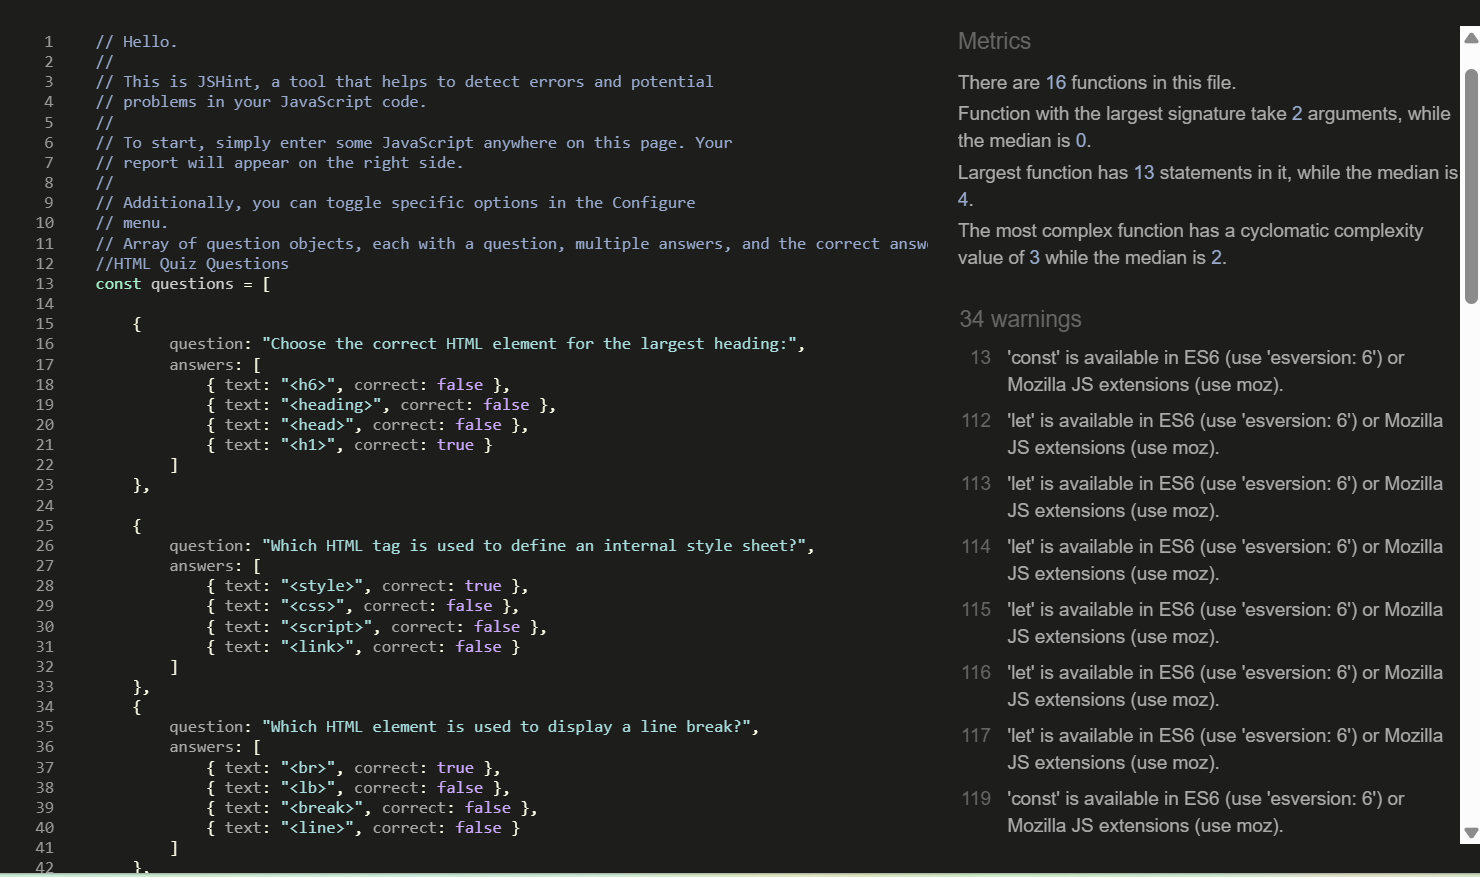 1 // Hello.
2 //
3 // This is JSHint, a tool that helps to detect errors and potential
4 // problems in your JavaScript code.
5 //
6 // To start, simply enter some JavaScript anywhere on this page. Your
7 // report will appear on the right side.
8 //
9 // Additionally, you can toggle specific options in the Configure
10 // menu.
11 // Array of question objects, each with a question, multiple answers, and the correct answ
12 //HTML Quiz Questions
13 const questions = [
14
15 {
16 question: "Choose the correct HTML element for the largest heading:",
17 answers: [
18 { text: "<h6>", correct: false },
19 { text: "<heading>", correct: false },
20 { text: "<head>", correct: false },
21 { text: "<h1>", correct: true }
22 ]
23 },
24
25 {
26 question: "Which HTML tag is used to define an internal style sheet?",
27 answers: [
28 { text: "<style>", correct: true },
29 { text: "<css>", correct: false },
30 { text: "<script>", correct: false },
31 { text: "<link>", correct: false }
32 ]
33 },
34 {
35 question: "Which HTML element is used to display a line break?",
36 answers: [
37 { text: "<br>", correct: true },
38 { text: "<lb>", correct: false },
39 { text: "<break>", correct: false },
40 { text: "<line>", correct: false }
41 ]
42 },
Metrics
There are 16 functions in this file.
Function with the largest signature take 2 arguments, while
the median is 0.
Largest function has 13 statements in it, while the median is
4.
The most complex function has a cyclomatic complexity
value of 3 while the median is 2.
34 warnings
13 'const' is available in ES6 (use 'esversion: 6') or
Mozilla JS extensions (use moz).
112 'let' is available in ES6 (use 'esversion: 6') or Mozilla
JS extensions (use moz).
113 'let' is available in ES6 (use 'esversion: 6') or Mozilla
JS extensions (use moz).
114 'let' is available in ES6 (use 'esversion: 6') or Mozilla
JS extensions (use moz).
115 'let' is available in ES6 (use 'esversion: 6') or Mozilla
JS extensions (use moz).
116 'let' is available in ES6 (use 'esversion: 6') or Mozilla
JS extensions (use moz).
117 'let' is available in ES6 (use 'esversion: 6') or Mozilla
JS extensions (use moz).
119 'const' is available in ES6 (use 'esversion: 6') or
Mozilla JS extensions (use moz).